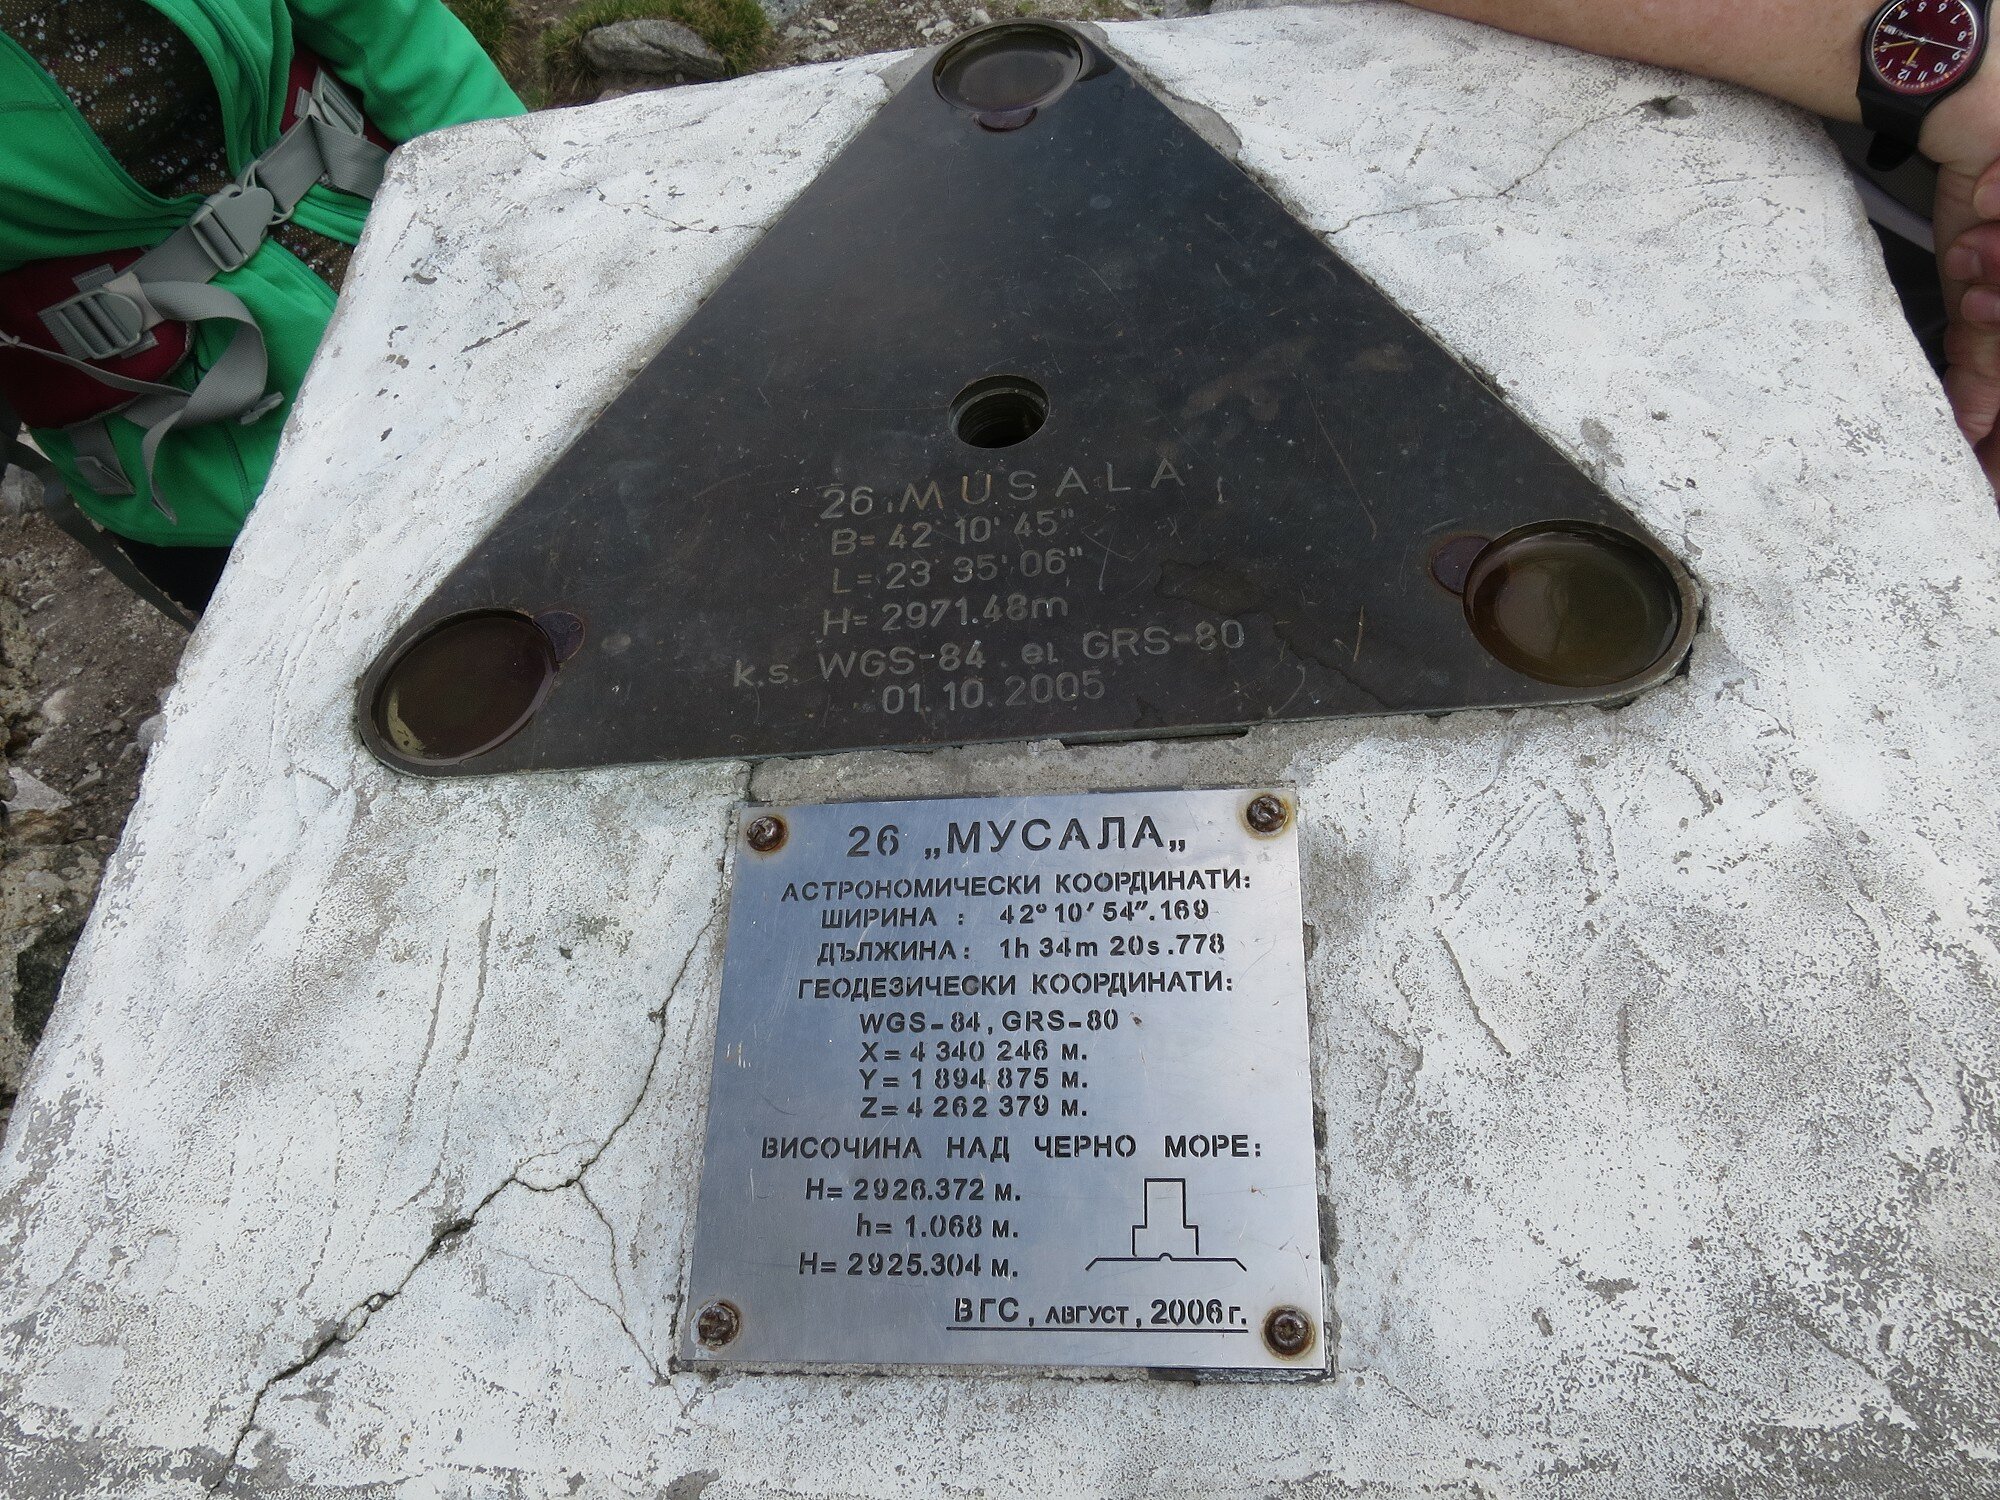 26 MUSALA
B= 42° 10' 45"
L= 23° 35' 06"
H= 2971.48m
k.s. WGS-84 el GRS-80
01.10.2005
26 „МУСАЛА„
АСТРОНОМИЧЕСКИ КООРДИНАТИ:
ШИРИНА : 42° 10′ 54″.169
ДЪЛЖИНА: 1h 34m 20s.778
ГЕОДЕЗИЧЕСКИ КООРДИНАТИ:
WGS-84, GRS-80
X= 4 340 246 м.
Y= 1 894 875 м.
Z= 4 262 379 м.
ВИСОЧИНА НАД ЧЕРНО МОРЕ:
H= 2926.372 м.
h= 1.068 м.
H= 2925.304 м.
ВГС, АВГУСТ, 2006 г.